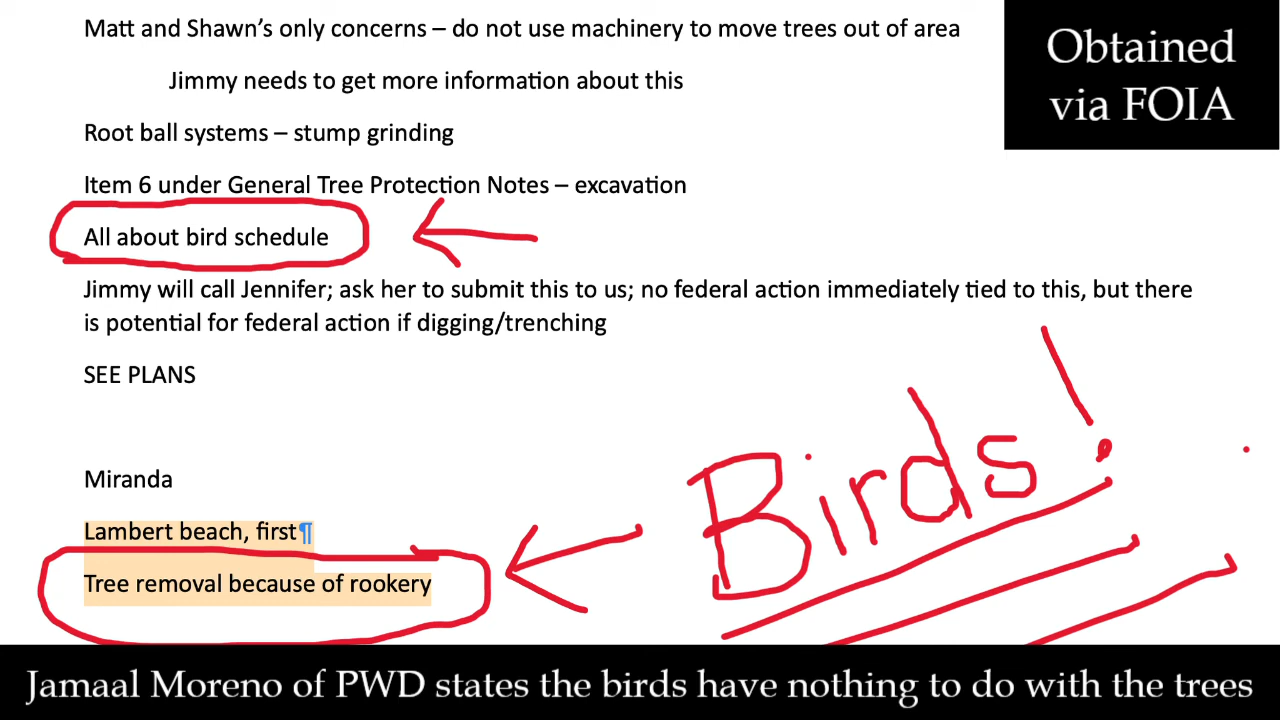 Matt and Shawn’s only concerns – do not use machinery to move trees out of area
Obtained
via FOIA
Jimmy needs to get more information about this
Root ball systems – stump grinding
Item 6 under General Tree Protection Notes – excavation
All about bird schedule
Jimmy will call Jennifer; ask her to submit this to us; no federal action immediately tied to this, but there
is potential for federal action if digging/trenching
SEE PLANS
Birds!
Miranda
Lambert beach, first¶
Tree removal because of rookery
Jamaal Moreno of PWD states the birds have nothing to do with the trees